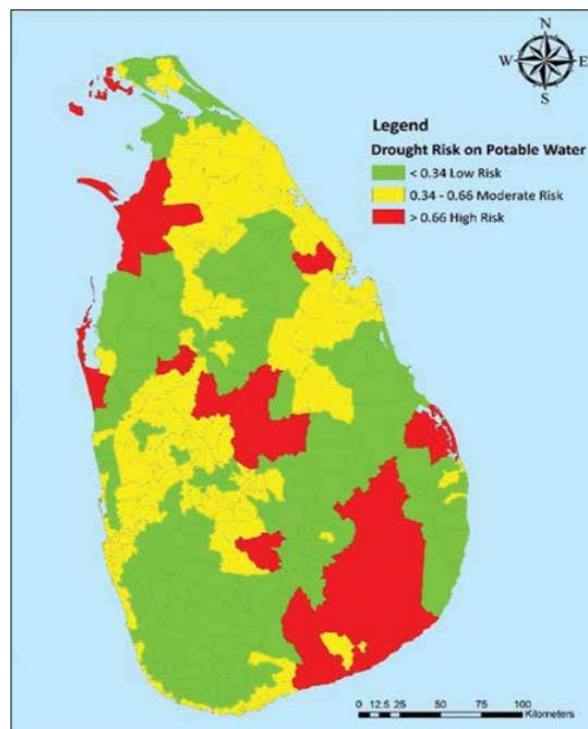 N
W E
S
Legend
Drought Risk on Potable Water
< 0.34 Low Risk
0.34 - 0.66 Moderate Risk
> 0.66 High Risk
0 12.5 25 50 75 100
Kilometers